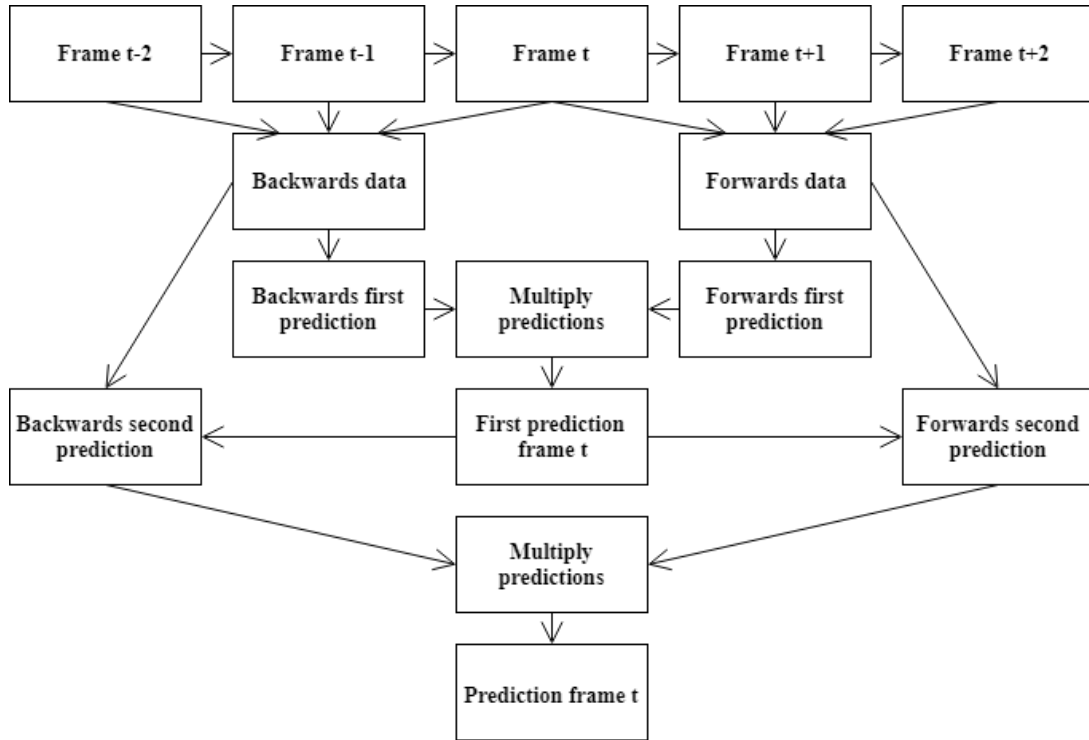 Frame t-2
Frame t-1
Frame t
Frame t+1
Frame t+2
Backwards data
Forwards data
Backwards first
prediction
Multiply
predictions
Forwards first
prediction
Backwards second
prediction
First prediction
frame t
Forwards second
prediction
Multiply
predictions
Prediction frame t